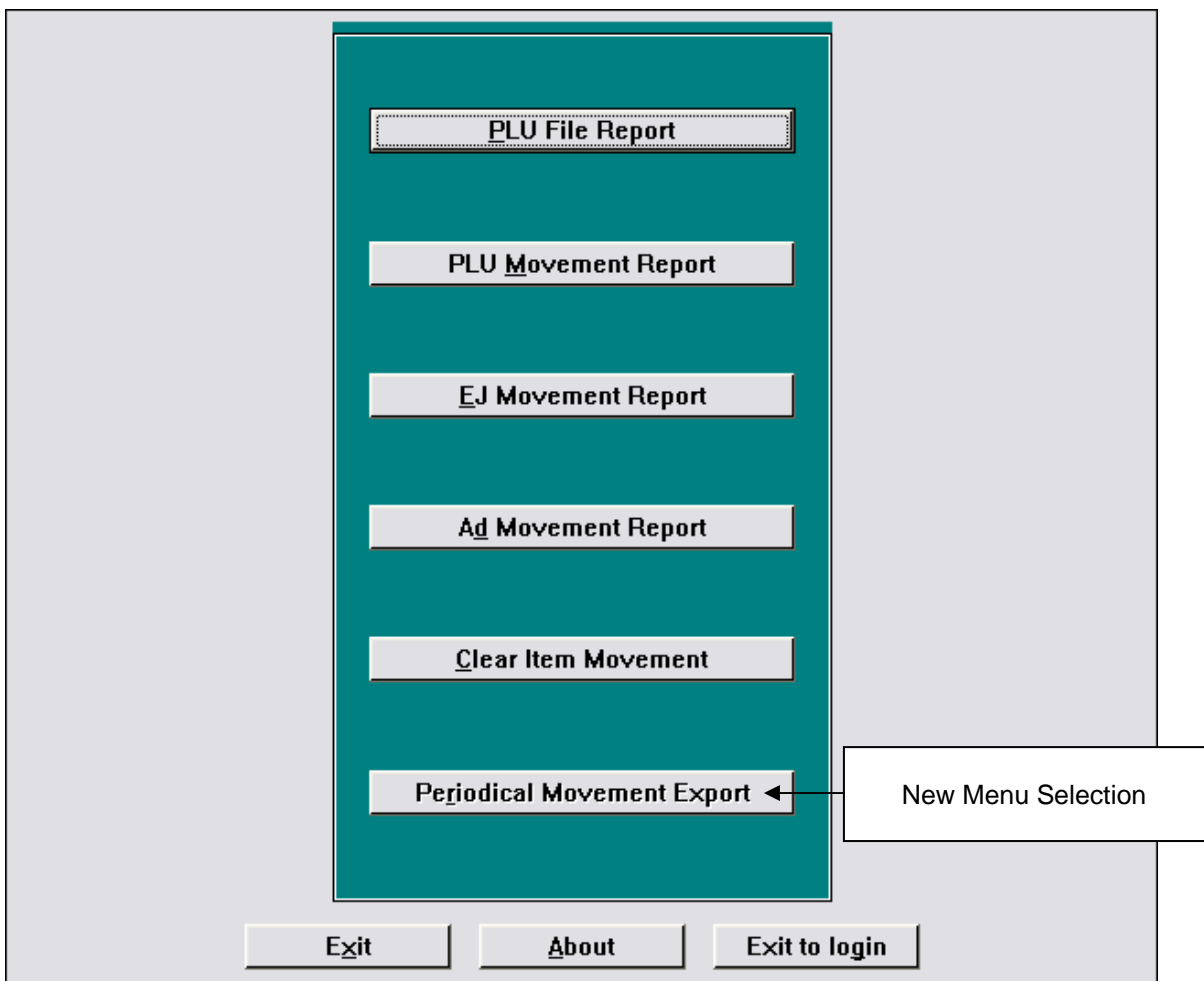 PLU File Report
PLU Movement Report
EJ Movement Report
Ad Movement Report
Clear Item Movement
Periodical Movement Export
New Menu Selection
Exit
About
Exit to login